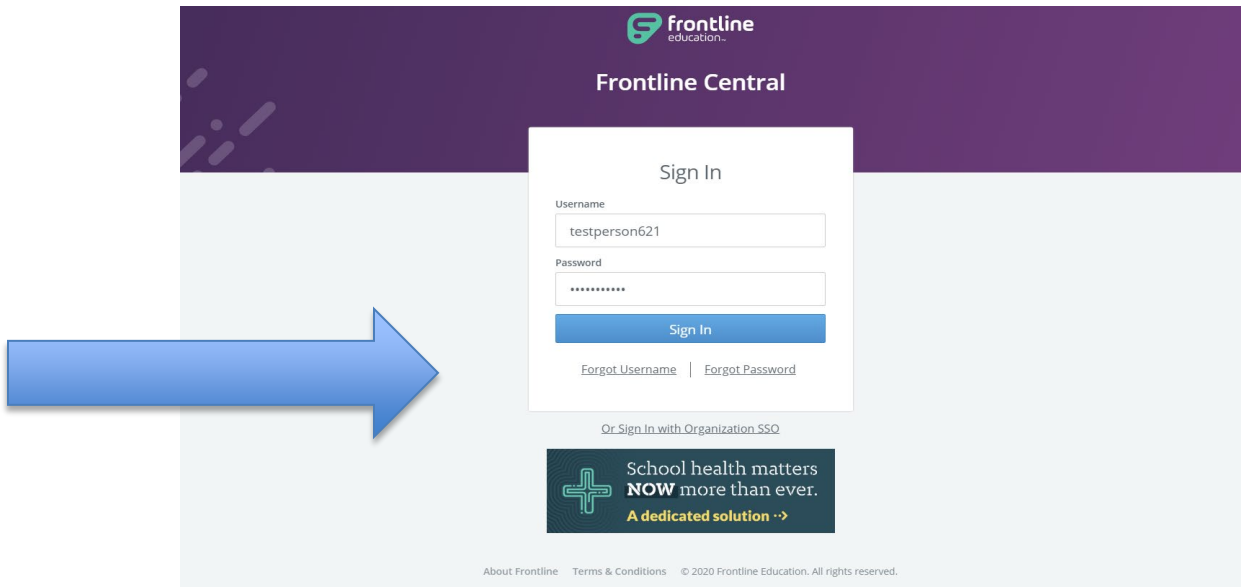 frontline
education™
Frontline Central
Sign In
Username
testperson621
Password
•••••••••••
Sign In
Forgot Username | Forgot Password
Or Sign In with Organization SSO
School health matters
NOW more than ever.
A dedicated solution ··>
About Frontline Terms & Conditions © 2020 Frontline Education. All rights reserved.